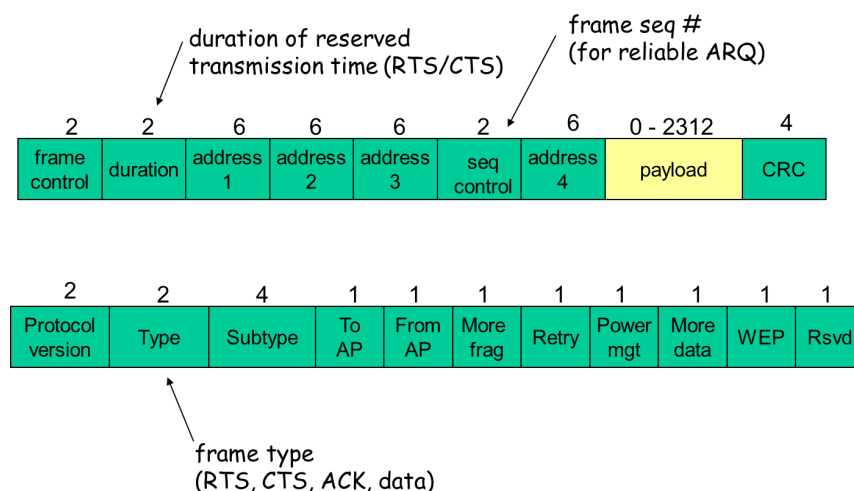 duration of reserved
transmission time (RTS/CTS)
frame seq #
(for reliable ARQ)
2 2 6 6 6 2 6 0 - 2312 4
frame control duration address 1 address 2 address 3 seq control address 4 payload CRC
2 2 4 1 1 1 1 1 1 1 1
Protocol version Type Subtype To AP From AP More frag Retry Power mgt More data WEP Rsvd
frame type
(RTS, CTS, ACK, data)